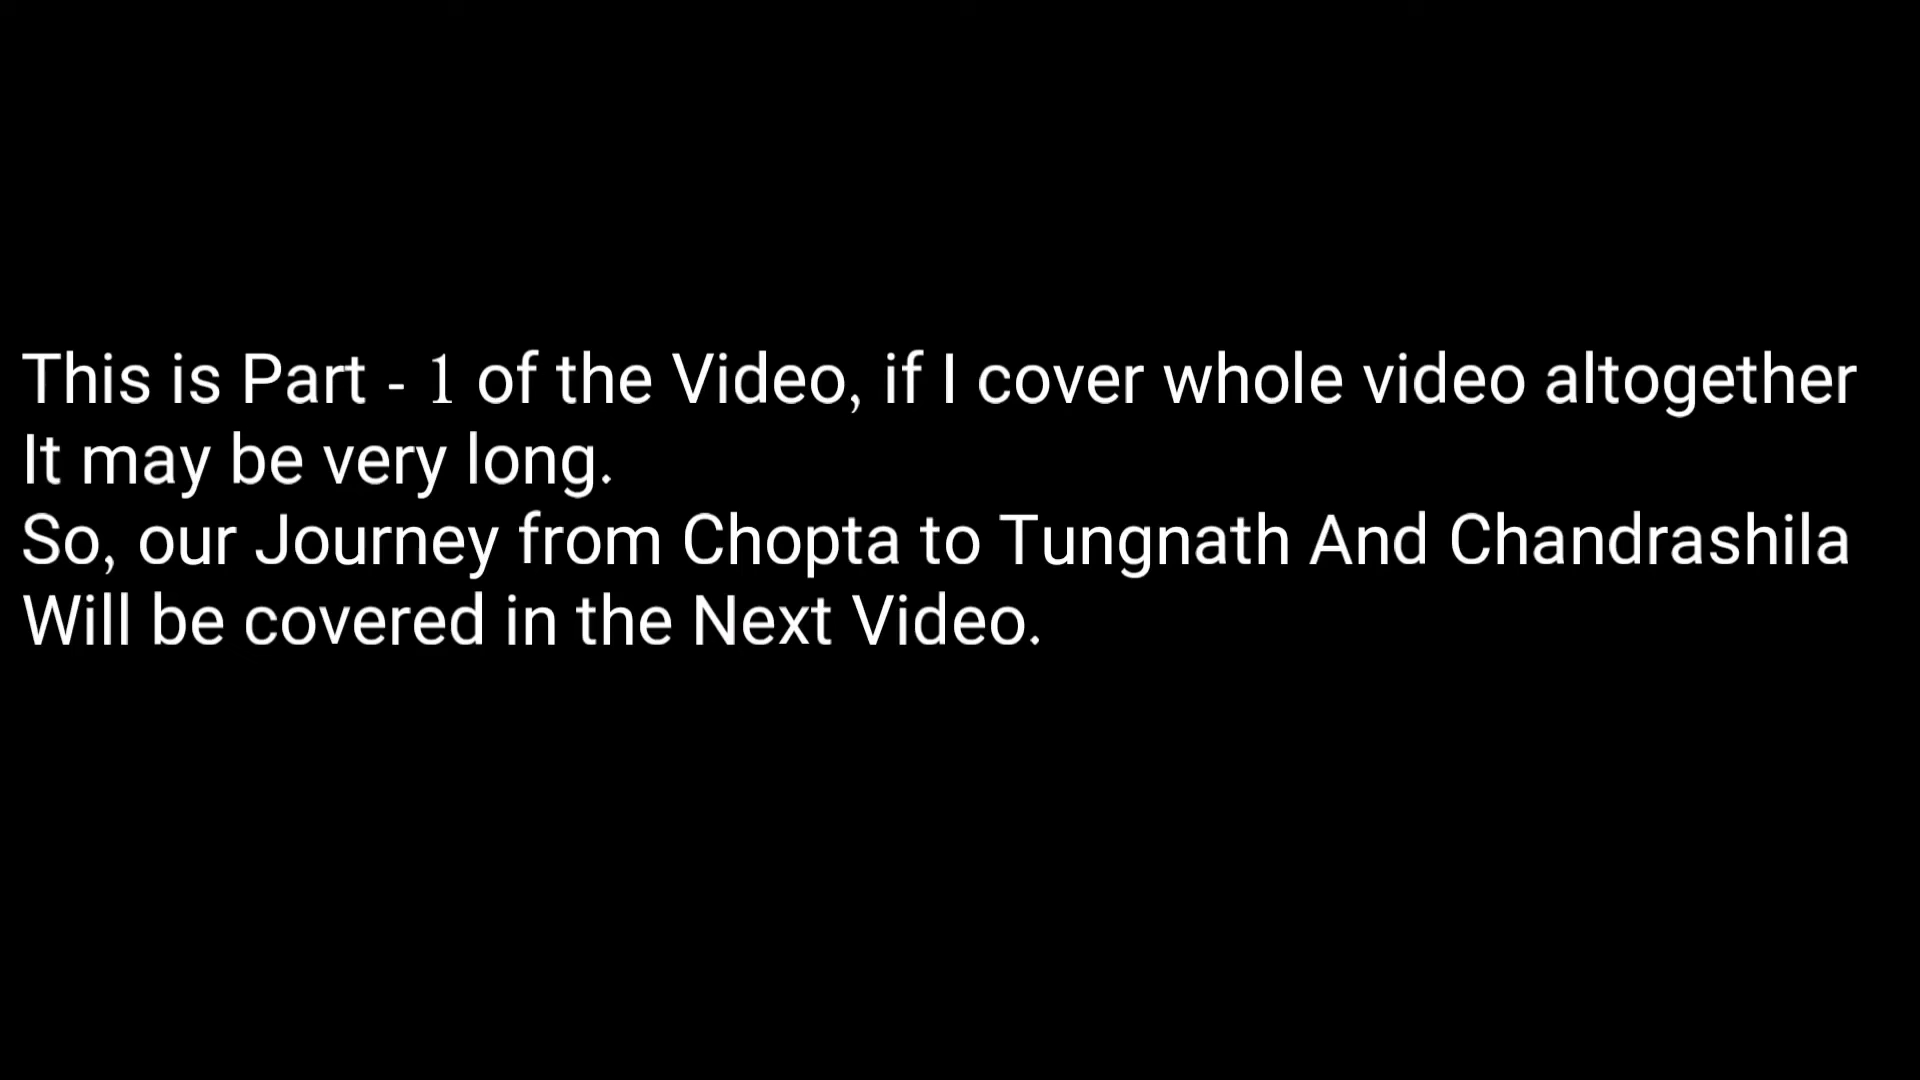 This is Part - 1 of the Video, if I cover whole video altogether
It may be very long.
So, our Journey from Chopta to Tungnath And Chandrashila
Will be covered in the Next Video.